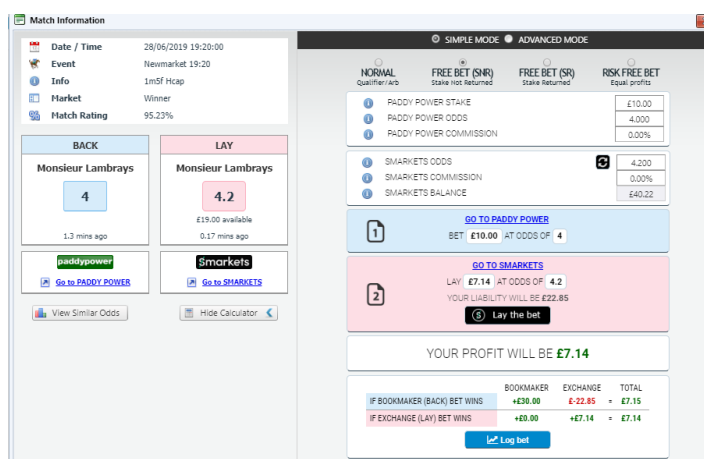 Match Information
Date / Time 28/06/2019 19:20:00
Event Newmarket 19:20
Info 1m5f Hcap
Market Winner
Match Rating 95.23%
BACK
Monsieur Lambrays
4
1.3 mins ago
paddypower
Go to PADDY POWER
LAY
Monsieur Lambrays
4.2
£19.00 available
0.17 mins ago
Smarkets
Go to SMARKETS
View Similar Odds
Hide Calculator
SIMPLE MODE ADVANCED MODE
NORMAL
Qualifier/Arb
FREE BET (SNR)
Stake Not Returned
FREE BET (SR)
Stake Returned
RISK FREE BET
Equal profits
PADDY POWER STAKE £10.00
PADDY POWER ODDS 4.000
PADDY POWER COMMISSION 0.00%
SMARKETS ODDS 4.200
SMARKETS COMMISSION 0.00%
SMARKETS BALANCE £40.22
1
GO TO PADDY POWER
BET £10.00 AT ODDS OF 4
2
GO TO SMARKETS
LAY £7.14 AT ODDS OF 4.2
YOUR LIABILITY WILL BE £22.85
S Lay the bet
YOUR PROFIT WILL BE £7.14
BOOKMAKER EXCHANGE TOTAL
IF BOOKMAKER (BACK) BET WINS +£30.00 £-22.85 = £7.15
IF EXCHANGE (LAY) BET WINS +£0.00 +£7.14 = £7.14
Log bet